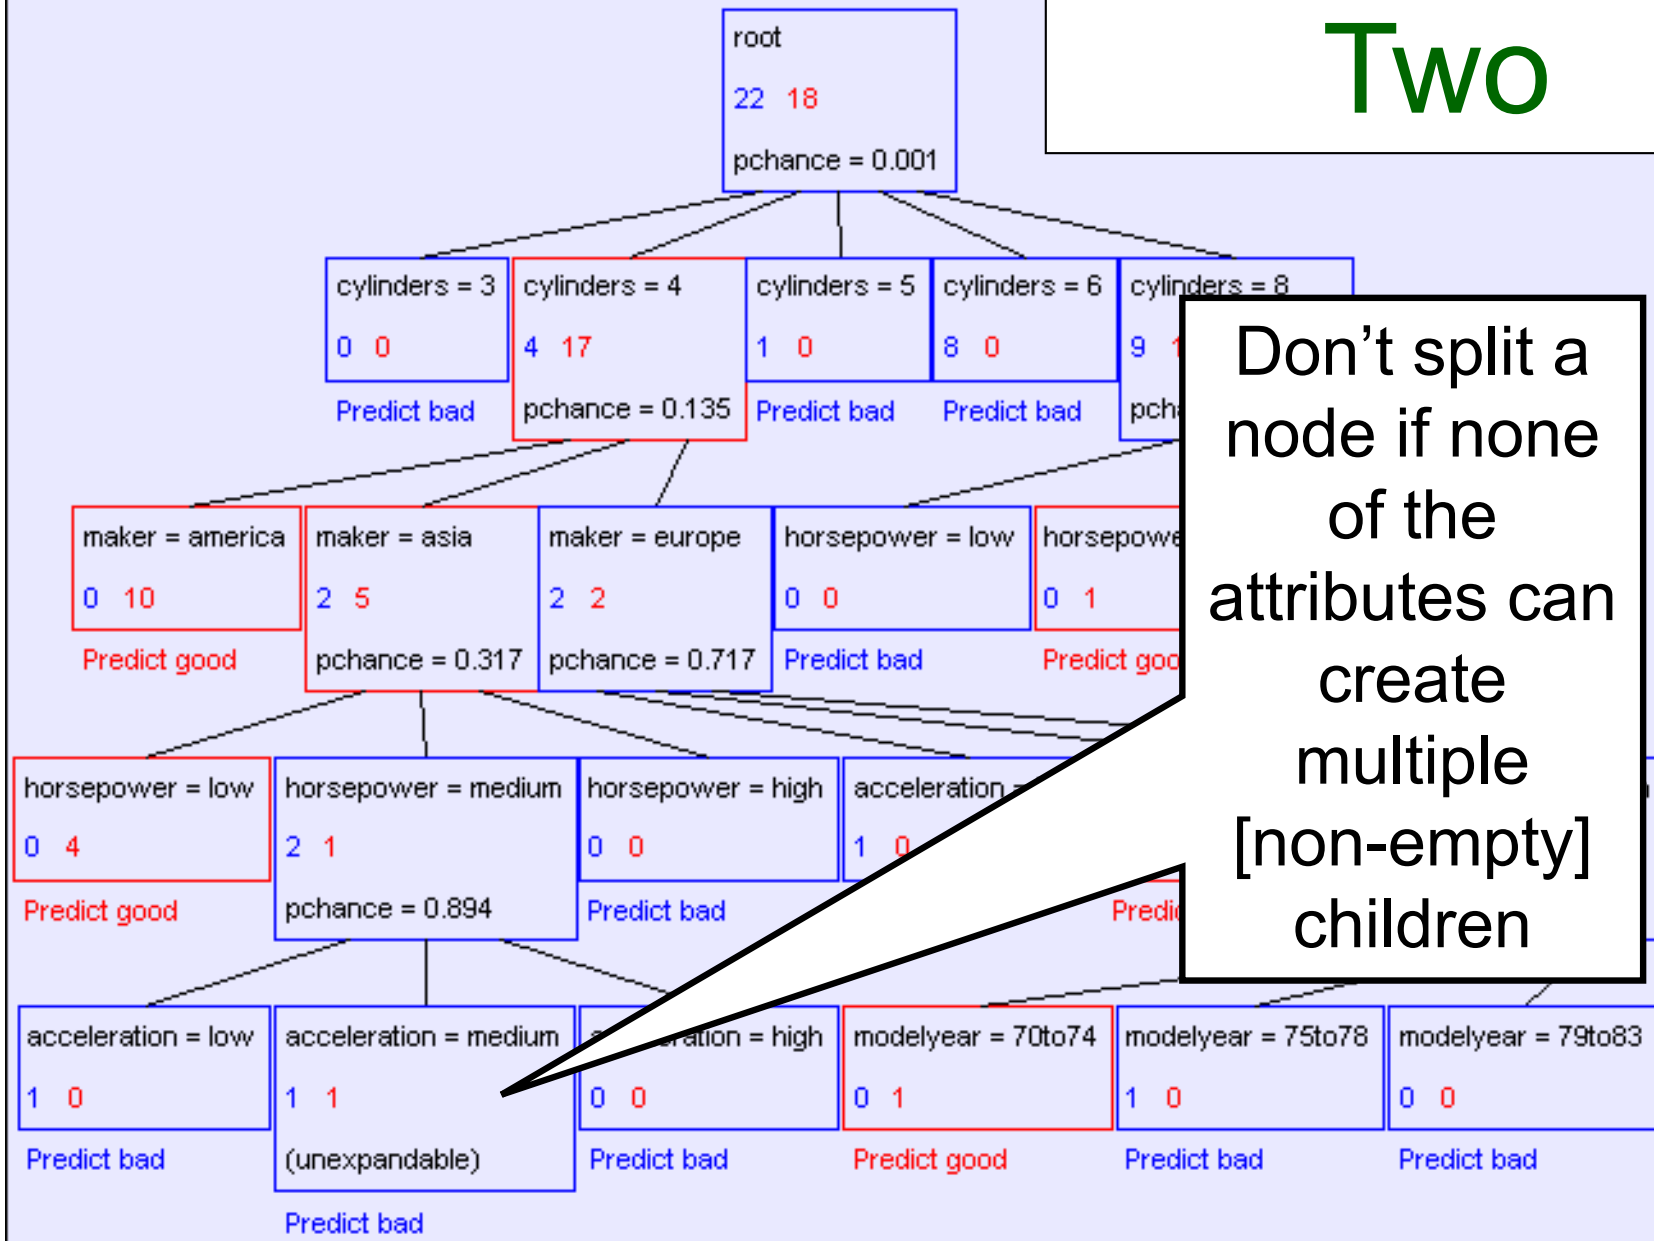 Two
root
22 18
pchance = 0.001
cylinders = 3
0 0
Predict bad
cylinders = 4
4 17
pchance = 0.135
cylinders = 5
1 0
Predict bad
cylinders = 6
8 0
Predict bad
cylinders = 8
9
Don’t split a
node if none
of the
attributes can
create
multiple
[non-empty]
children
maker = america
0 10
Predict good
maker = asia
2 5
pchance = 0.317
maker = europe
2 2
pchance = 0.717
horsepower = low
0 0
Predict bad
0 1
Predict
horsepower = low
0 4
Predict good
horsepower = medium
2 1
pchance = 0.894
horsepower = high
0 0
Predict bad
acceleration
1 0
acceleration = low
1 0
Predict bad
acceleration = medium
1 1
(unexpandable)
Predict bad
= high
0 0
Predict bad
modelyear = 70to74
0 1
Predict good
modelyear = 75to78
1 0
Predict bad
modelyear = 79to83
0 0
Predict bad